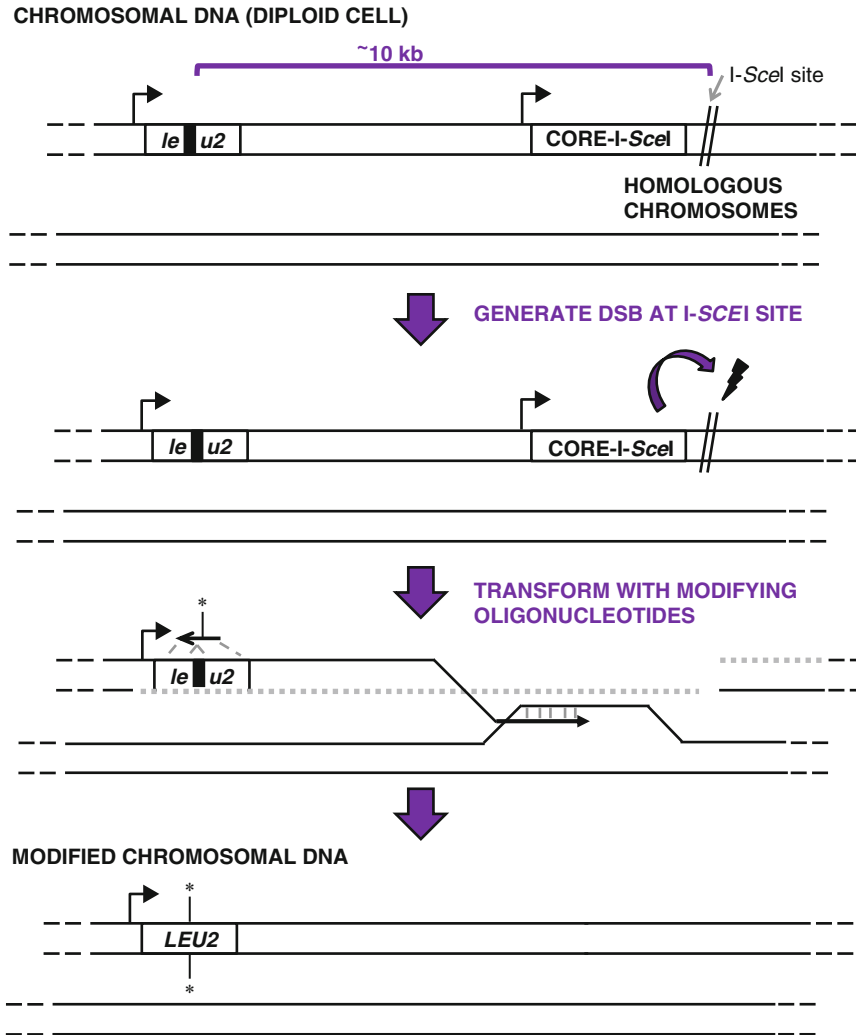 CHROMOSOMAL DNA (DIPLOID CELL)
~10 kb
I-SceI site
le u2
CORE-I-SceI
HOMOLOGOUS
CHROMOSOMES
GENERATE DSB AT I-SCEI SITE
le u2
CORE-I-SceI
TRANSFORM WITH MODIFYING
OLIGONUCLEOTIDES
*
le u2
MODIFIED CHROMOSOMAL DNA
*
LEU2
*